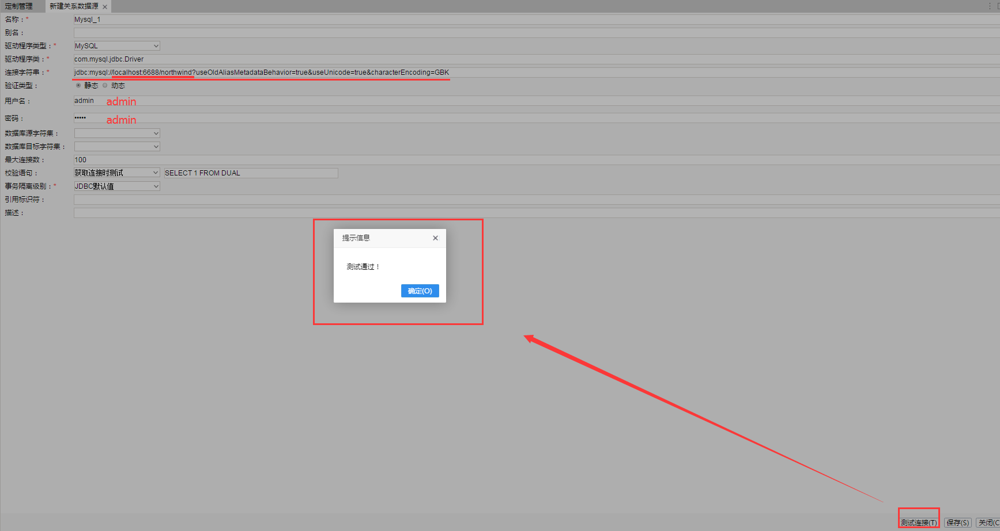 定制管理 新建关系数据源
名称：* Mysql_1
别名：
驱动程序类型：* MySQL
驱动程序类：* com.mysql.jdbc.Driver
连接字符串：* jdbc:mysql://localhost:6688/northwind?useOldAliasMetadataBehavior=true&useUnicode=true&characterEncoding=GBK
验证类型： 静态 动态
用户名： admin admin
密码： ••••• admin
数据库源字符集：
数据库目标字符集：
最大连接数： 100
校验语句： 获取连接时测试 SELECT 1 FROM DUAL
事务隔离级别：* JDBC默认值
引用标识符：
描述：
提示信息
测试通过！
确定(O)
测试连接(T) 保存(S) 关闭(C